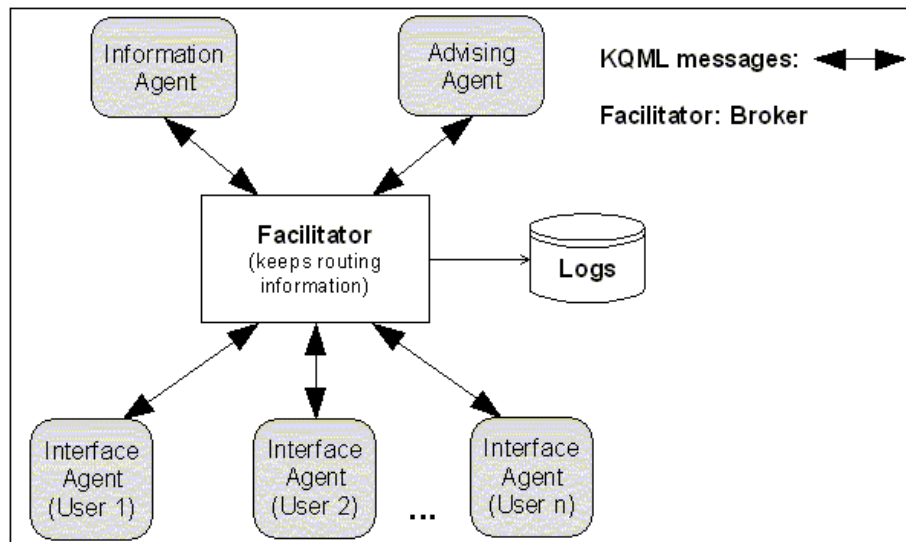 Information
Agent
Advising
Agent
KQML messages:
Facilitator: Broker
Facilitator
(keeps routing
information)
Logs
Interface
Agent
(User 1)
Interface
Agent
(User 2)
...
Interface
Agent
(User n)